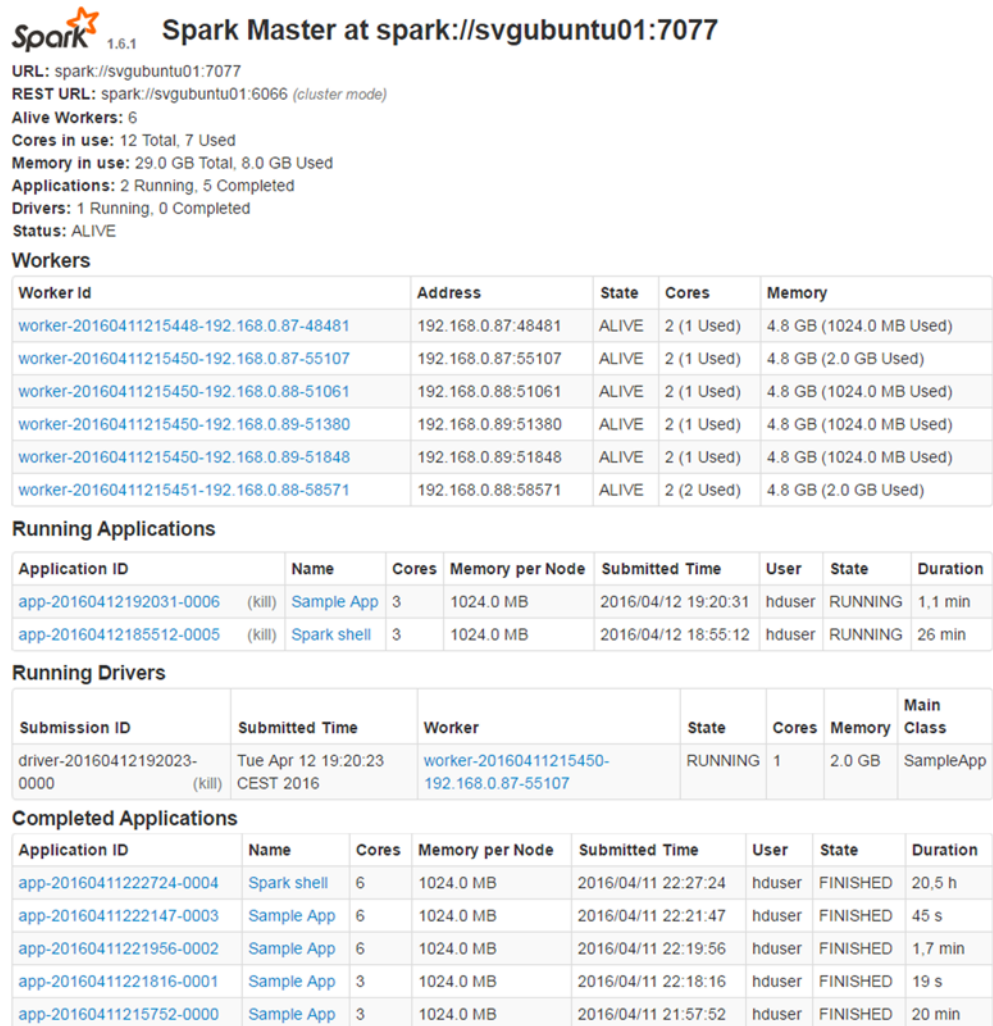 Spark 1.6.1 Spark Master at spark://svgubuntu01:7077
URL: spark://svgubuntu01:7077
REST URL: spark://svgubuntu01:6066 (cluster mode)
Alive Workers: 6
Cores in use: 12 Total, 7 Used
Memory in use: 29.0 GB Total, 8.0 GB Used
Applications: 2 Running, 5 Completed
Drivers: 1 Running, 0 Completed
Status: ALIVE
Workers
Worker Id Address State Cores Memory
worker-20160411215448-192.168.0.87-48481 192.168.0.87:48481 ALIVE 2 (1 Used) 4.8 GB (1024.0 MB Used)
worker-20160411215450-192.168.0.87-55107 192.168.0.87:55107 ALIVE 2 (1 Used) 4.8 GB (2.0 GB Used)
worker-20160411215450-192.168.0.88-51061 192.168.0.88:51061 ALIVE 2 (1 Used) 4.8 GB (1024.0 MB Used)
worker-20160411215450-192.168.0.89-51380 192.168.0.89:51380 ALIVE 2 (1 Used) 4.8 GB (1024.0 MB Used)
worker-20160411215450-192.168.0.89-51848 192.168.0.89:51848 ALIVE 2 (1 Used) 4.8 GB (1024.0 MB Used)
worker-20160411215451-192.168.0.88-58571 192.168.0.88:58571 ALIVE 2 (2 Used) 4.8 GB (2.0 GB Used)
Running Applications
Application ID Name Cores Memory per Node Submitted Time User State Duration
app-20160412192031-0006 (kill) Sample App 3 1024.0 MB 2016/04/12 19:20:31 hduser RUNNING 1,1 min
app-20160412185512-0005 (kill) Spark shell 3 1024.0 MB 2016/04/12 18:55:12 hduser RUNNING 26 min
Running Drivers
Submission ID Submitted Time Worker State Cores Memory Main Class
driver-20160412192023- Tue Apr 12 19:20:23 worker-20160411215450- RUNNING 1 2.0 GB SampleApp
0000 (kill) CEST 2016 192.168.0.87-55107
Completed Applications
Application ID Name Cores Memory per Node Submitted Time User State Duration
app-20160411222724-0004 Spark shell 6 1024.0 MB 2016/04/11 22:27:24 hduser FINISHED 20,5 h
app-20160411222147-0003 Sample App 6 1024.0 MB 2016/04/11 22:21:47 hduser FINISHED 45 s
app-20160411221956-0002 Sample App 6 1024.0 MB 2016/04/11 22:19:56 hduser FINISHED 1,7 min
app-20160411221816-0001 Sample App 3 1024.0 MB 2016/04/11 22:18:16 hduser FINISHED 19 s
app-20160411215752-0000 Sample App 3 1024.0 MB 2016/04/11 21:57:52 hduser FINISHED 20 min